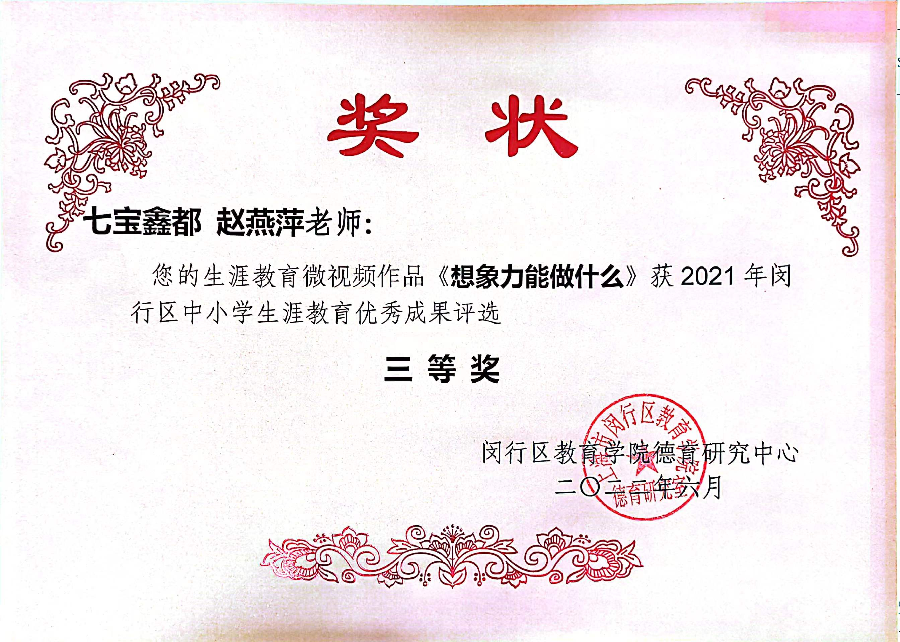 奖 状
七宝鑫都 赵燕萍老师:
您的生涯教育微视频作品《想象力能做什么》获 2021 年闵
行区中小学生涯教育优秀成果评选
三 等 奖
上海市闵行区教育学院
德育研究室
闵行区教育学院德育研究中心
二〇二二年六月